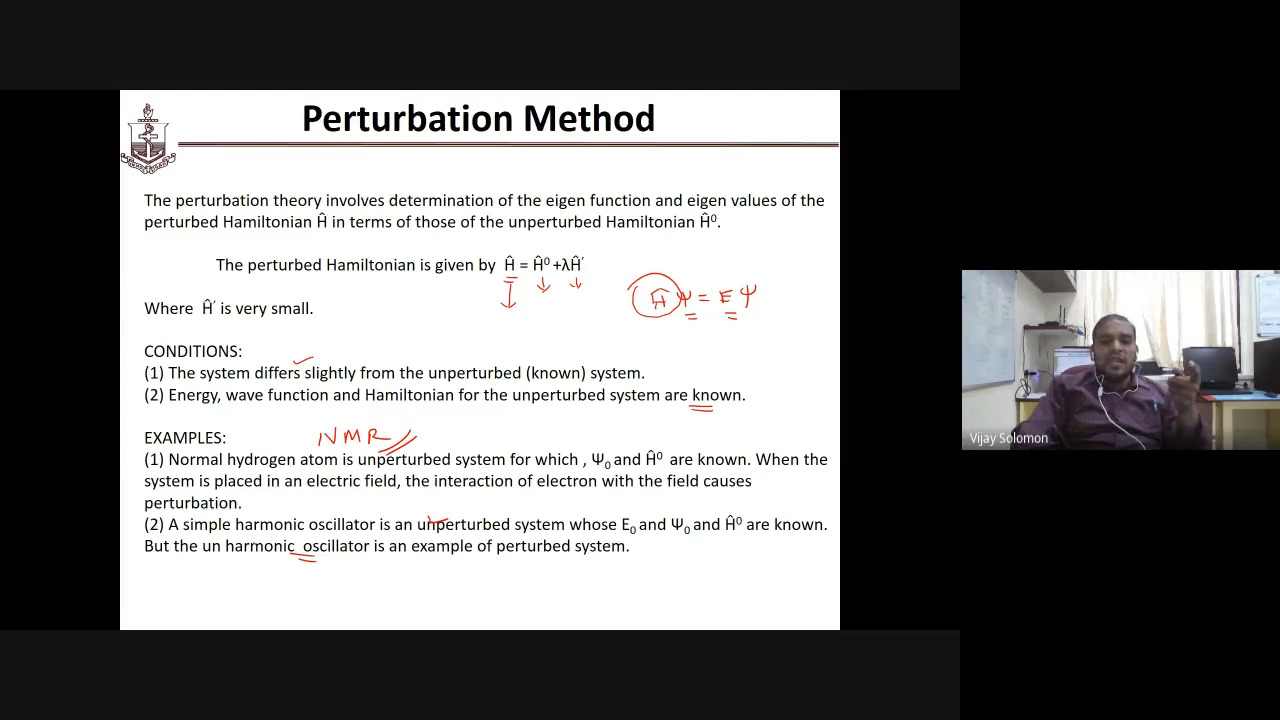 Perturbation Method
The perturbation theory involves determination of the eigen function and eigen values of the
perturbed Hamiltonian Ĥ in terms of those of the unperturbed Hamiltonian Ĥ⁰.
The perturbed Hamiltonian is given by Ĥ = Ĥ⁰ +λĤ′
Ĥ Ψ = E Ψ
Where Ĥ′ is very small.
CONDITIONS:
(1) The system differs slightly from the unperturbed (known) system.
(2) Energy, wave function and Hamiltonian for the unperturbed system are known.
EXAMPLES: NMR
(1) Normal hydrogen atom is unperturbed system for which , Ψ₀ and Ĥ⁰ are known. When the
system is placed in an electric field, the interaction of electron with the field causes
perturbation.
(2) A simple harmonic oscillator is an unperturbed system whose E₀ and Ψ₀ and Ĥ⁰ are known.
But the un harmonic oscillator is an example of perturbed system.
Vijay Solomon